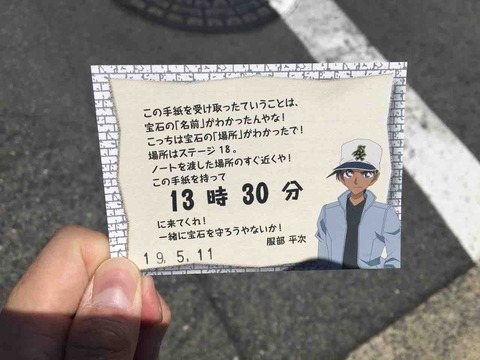 この手紙を受け取ったていうことは、
宝石の「名前」がわかったんやな!
こっちは宝石の「場所」がわかったで!
場所はステージ18。
ノートを渡した場所のすぐ近くや!
この手紙を持って
13時30分
に来てくれ!
一緒に宝石を守ろうやないか!
服部 平次
19.5.11